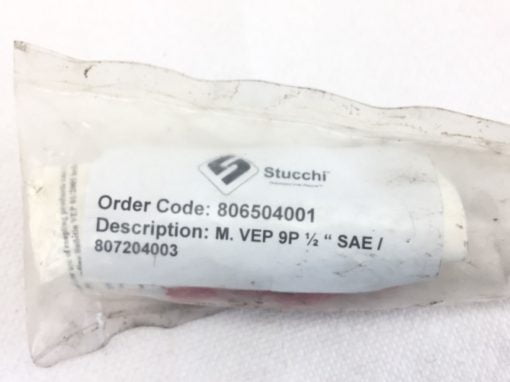 Stucchi
Order Code: 806504001
Description: M. VEP 9P ½ “ SAE /
807204003